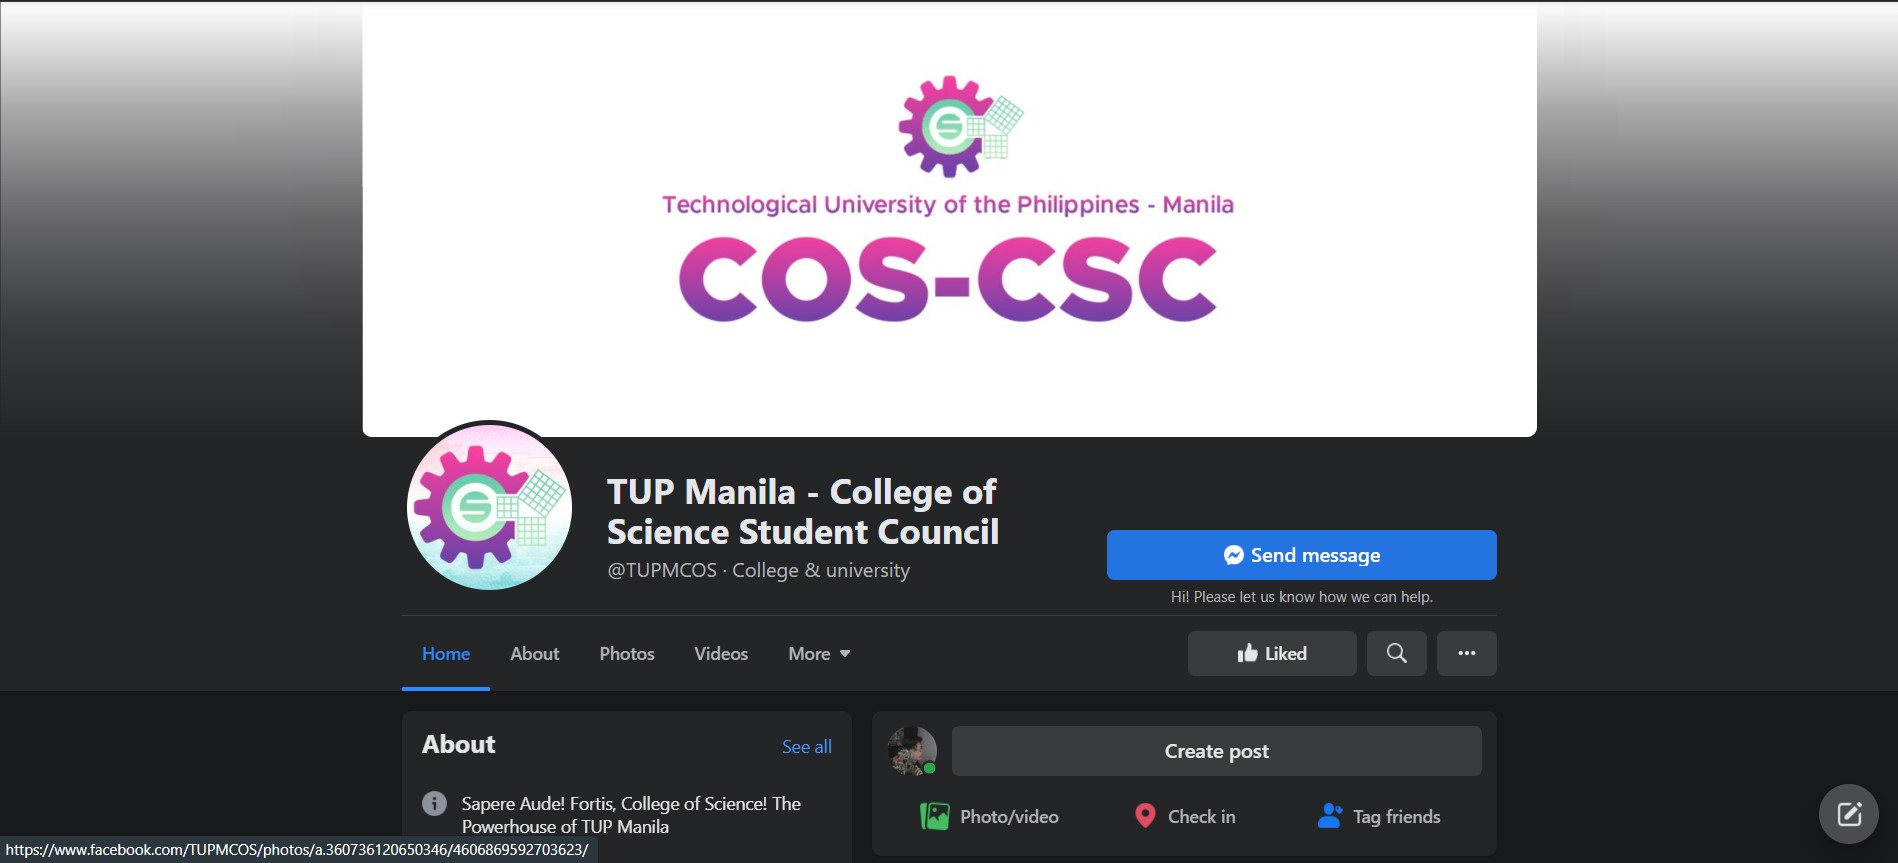 Technological University of the Philippines - Manila
COS-CSC
TUP Manila - College of
Science Student Council
@TUPMCOS · College & university
Send message
Hi! Please let us know how we can help.
Home
About
Photos
Videos
More
Liked
About
See all
Sapere Aude! Fortis, College of Science! The
Powerhouse of TUP Manila
Create post
Photo/video
Check in
Tag friends
https://www.facebook.com/TUPMCOS/photos/a.360736120650346/4606869592703623/